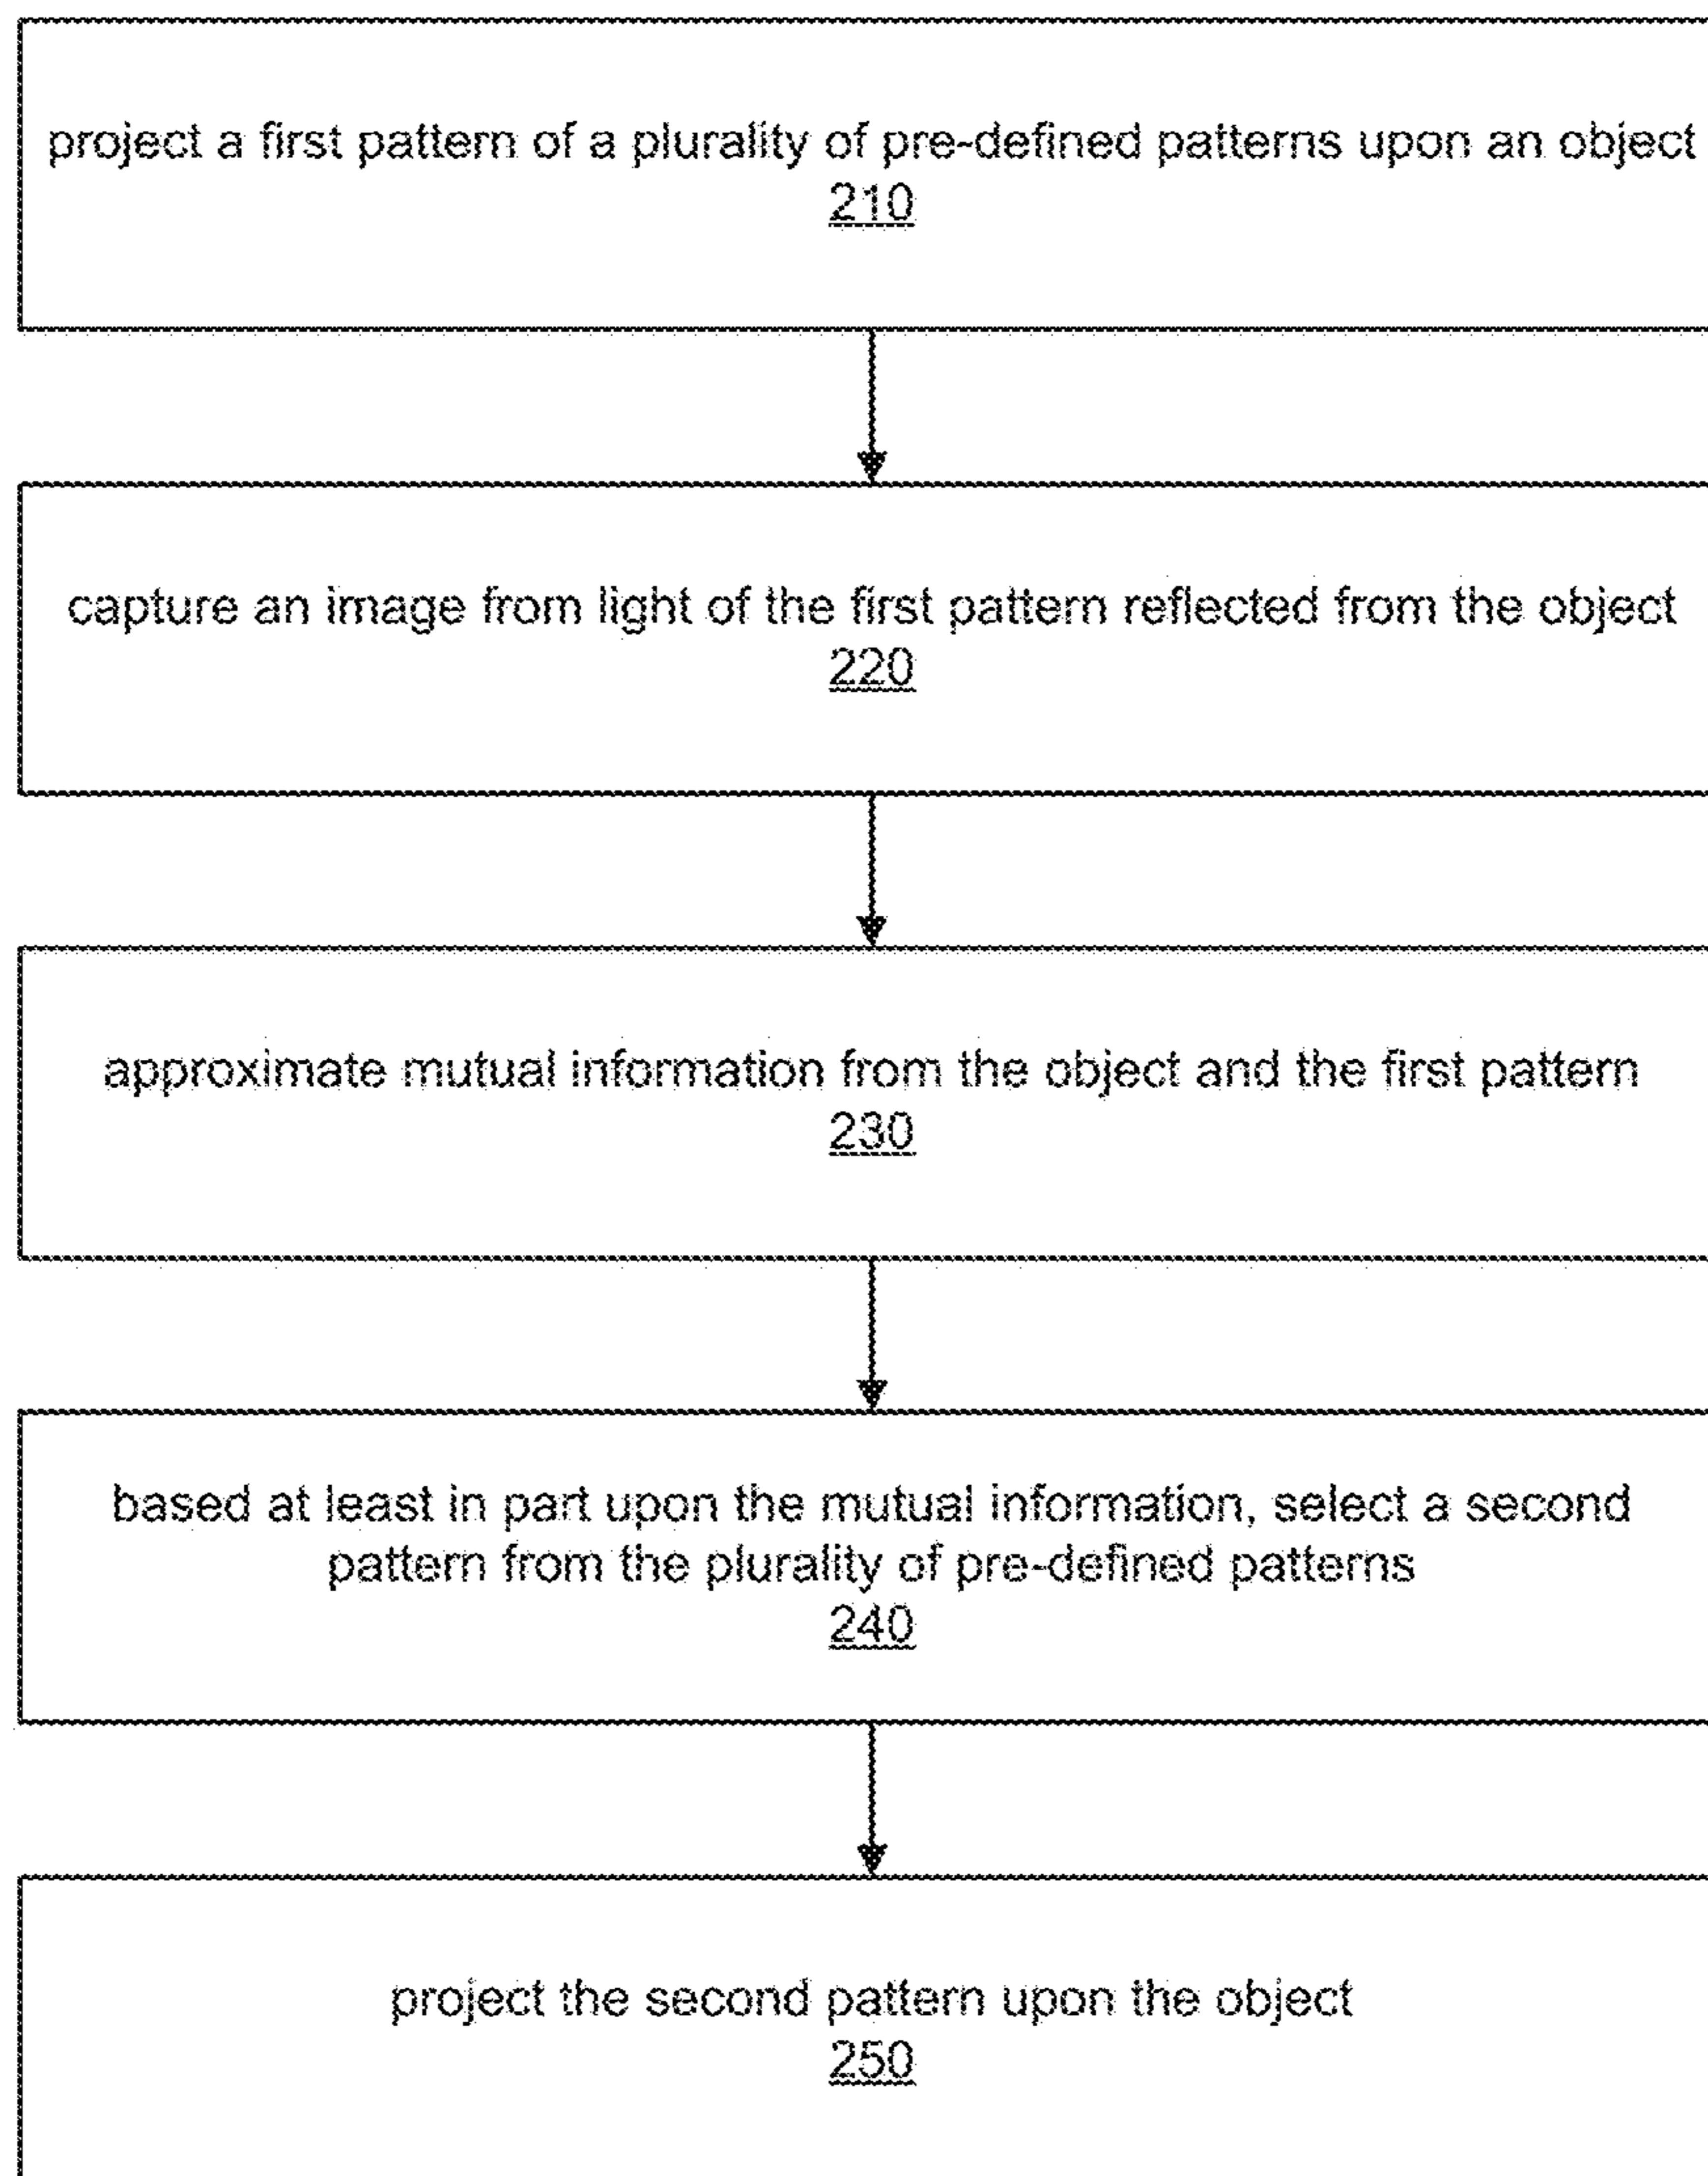 project a first pattern of a plurality of pre-defined patterns upon an object
210
capture an image from light of the first pattern reflected from the object
220
approximate mutual information from the object and the first pattern
230
based at least in part upon the mutual information, select a second
pattern from the plurality of pre-defined patterns
240
project the second pattern upon the object
250